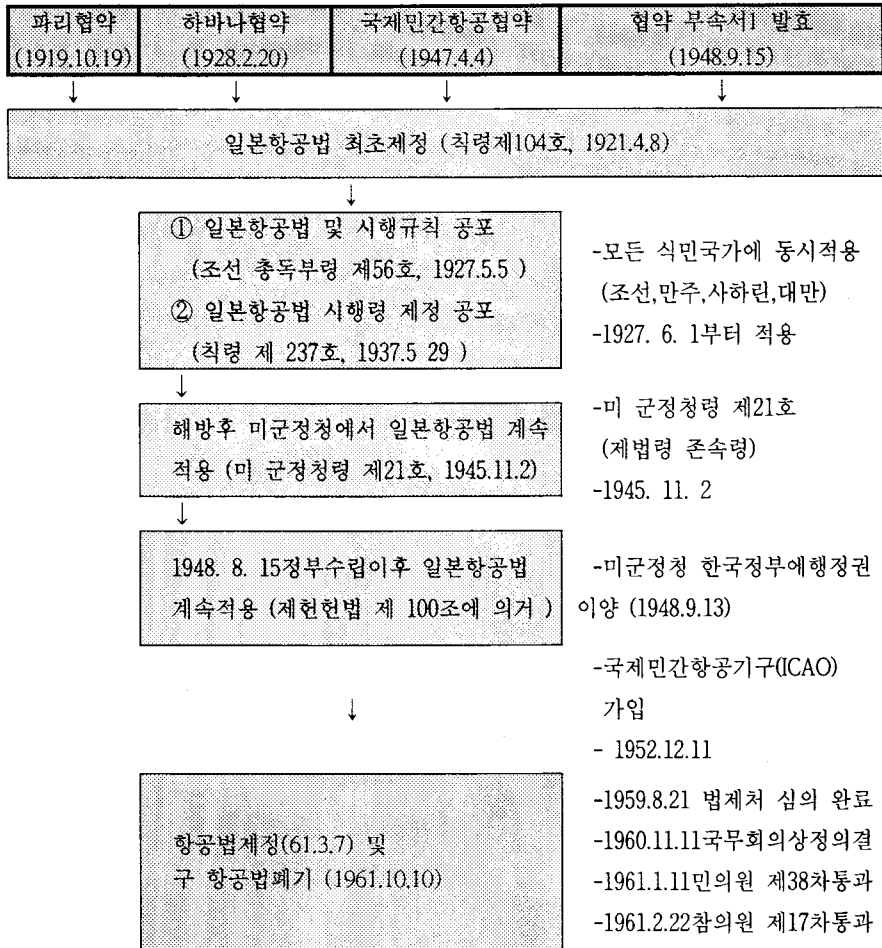 파리협약 하바나협약 국제민간항공협약 협약 부속서1 발효
(1919.10.19) (1928.2.20) (1947.4.4) (1948.9.15)
↓ ↓ ↓ ↓
일본항공법 최초제정 (칙령제104호, 1921.4.8)
↓
① 일본항공법 및 시행규칙 공포
(조선 총독부령 제56호, 1927.5.5 )
② 일본항공법 시행령 제정 공포
(칙령 제 237호, 1937.5 29 )
-모든 식민국가에 동시적용
(조선,만주,사하린,대만)
-1927. 6. 1부터 적용
↓
해방후 미군정청에서 일본항공법 계속
적용 (미 군정청령 제21호, 1945.11.2)
-미 군정청령 제21호
(제법령 존속령)
-1945. 11. 2
↓
1948. 8. 15정부수립이후 일본항공법
계속적용 (제헌헌법 제 100조에 의거 )
-미군정청 한국정부에행정권
이양 (1948.9.13)
-국제민간항공기구(ICAO)
가입
- 1952.12.11
↓
항공법제정(61.3.7) 및
구 항공법폐기 (1961.10.10)
-1959.8.21 법제처 심의 완료
-1960.11.11국무회의상정의결
-1961.1.11민의원 제38차통과
-1961.2.22참의원 제17차통과